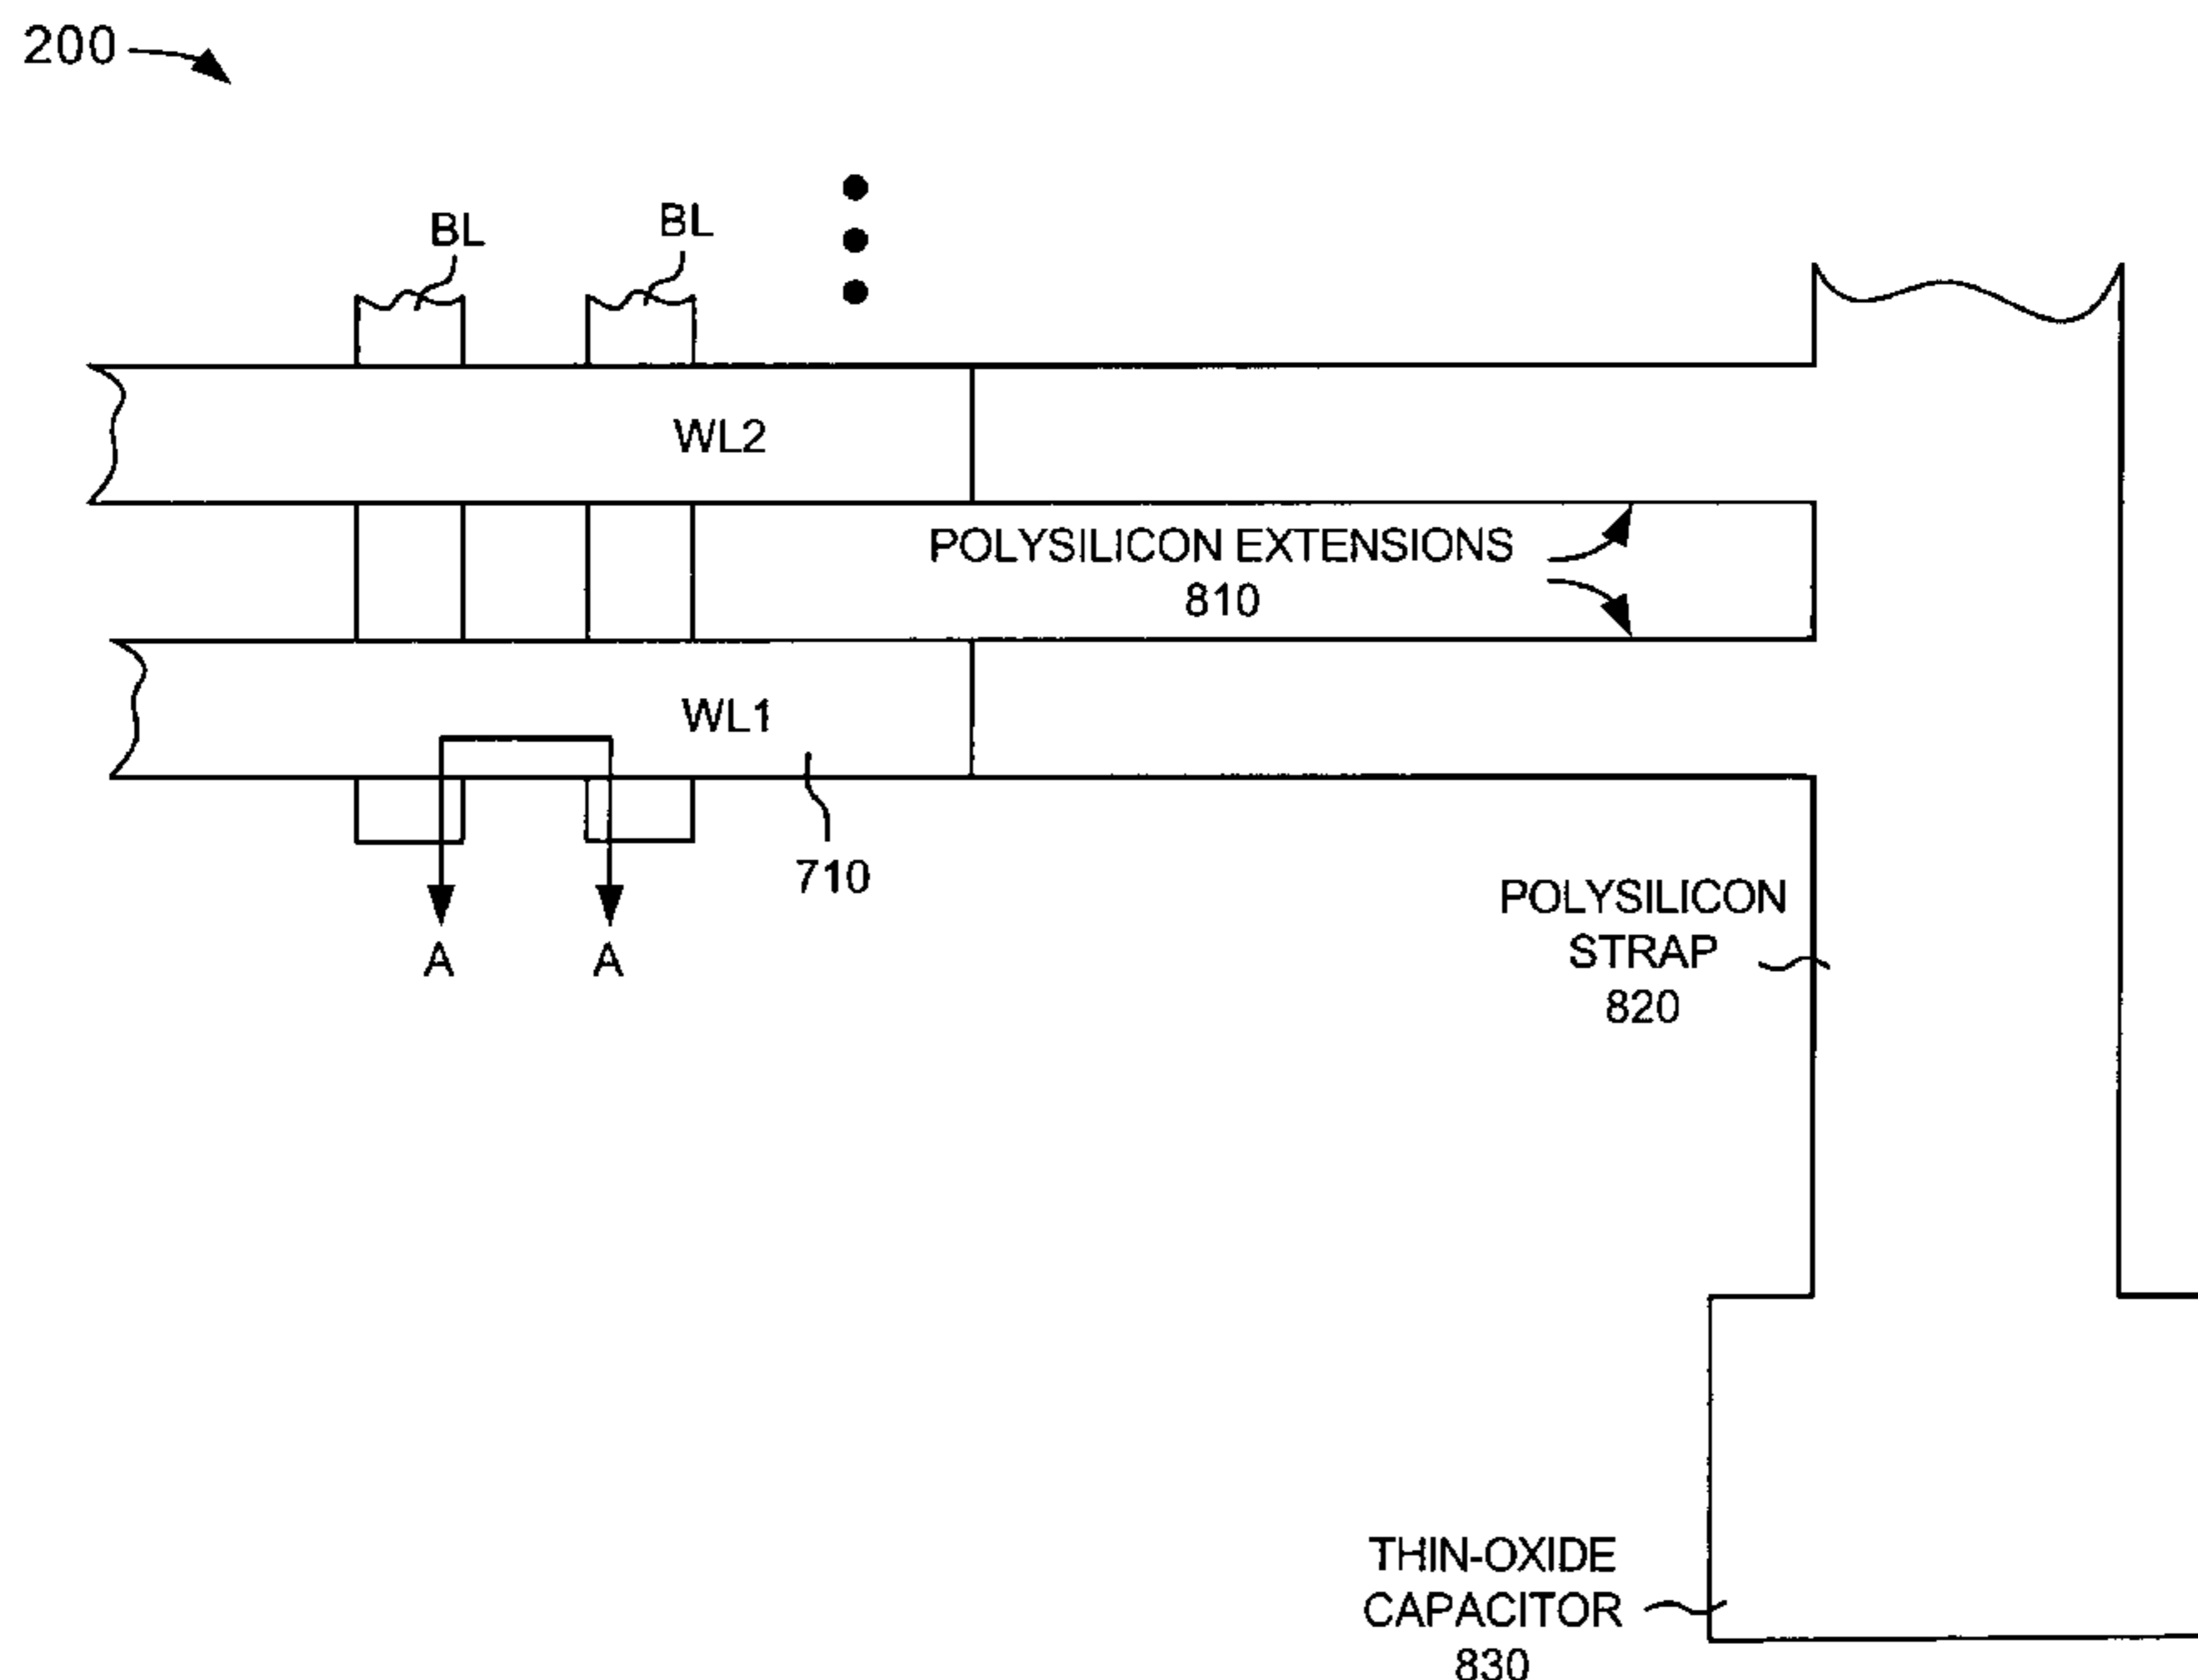 200
BL
BL
WL2
POLYSILICON EXTENSIONS
810
WL1
710
A
A
POLYSILICON
STRAP
820
THIN-OXIDE
CAPACITOR
830